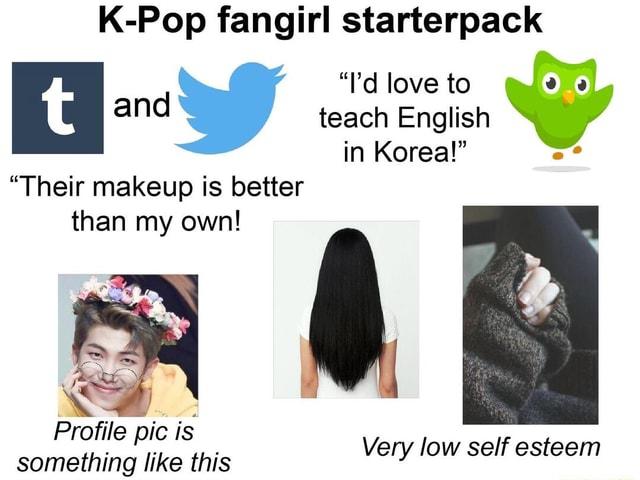 K-Pop fangirl starterpack
t
and
“I’d love to
teach English
in Korea!”
“Their makeup is better
than my own!
Profile pic is
something like this
Very low self esteem